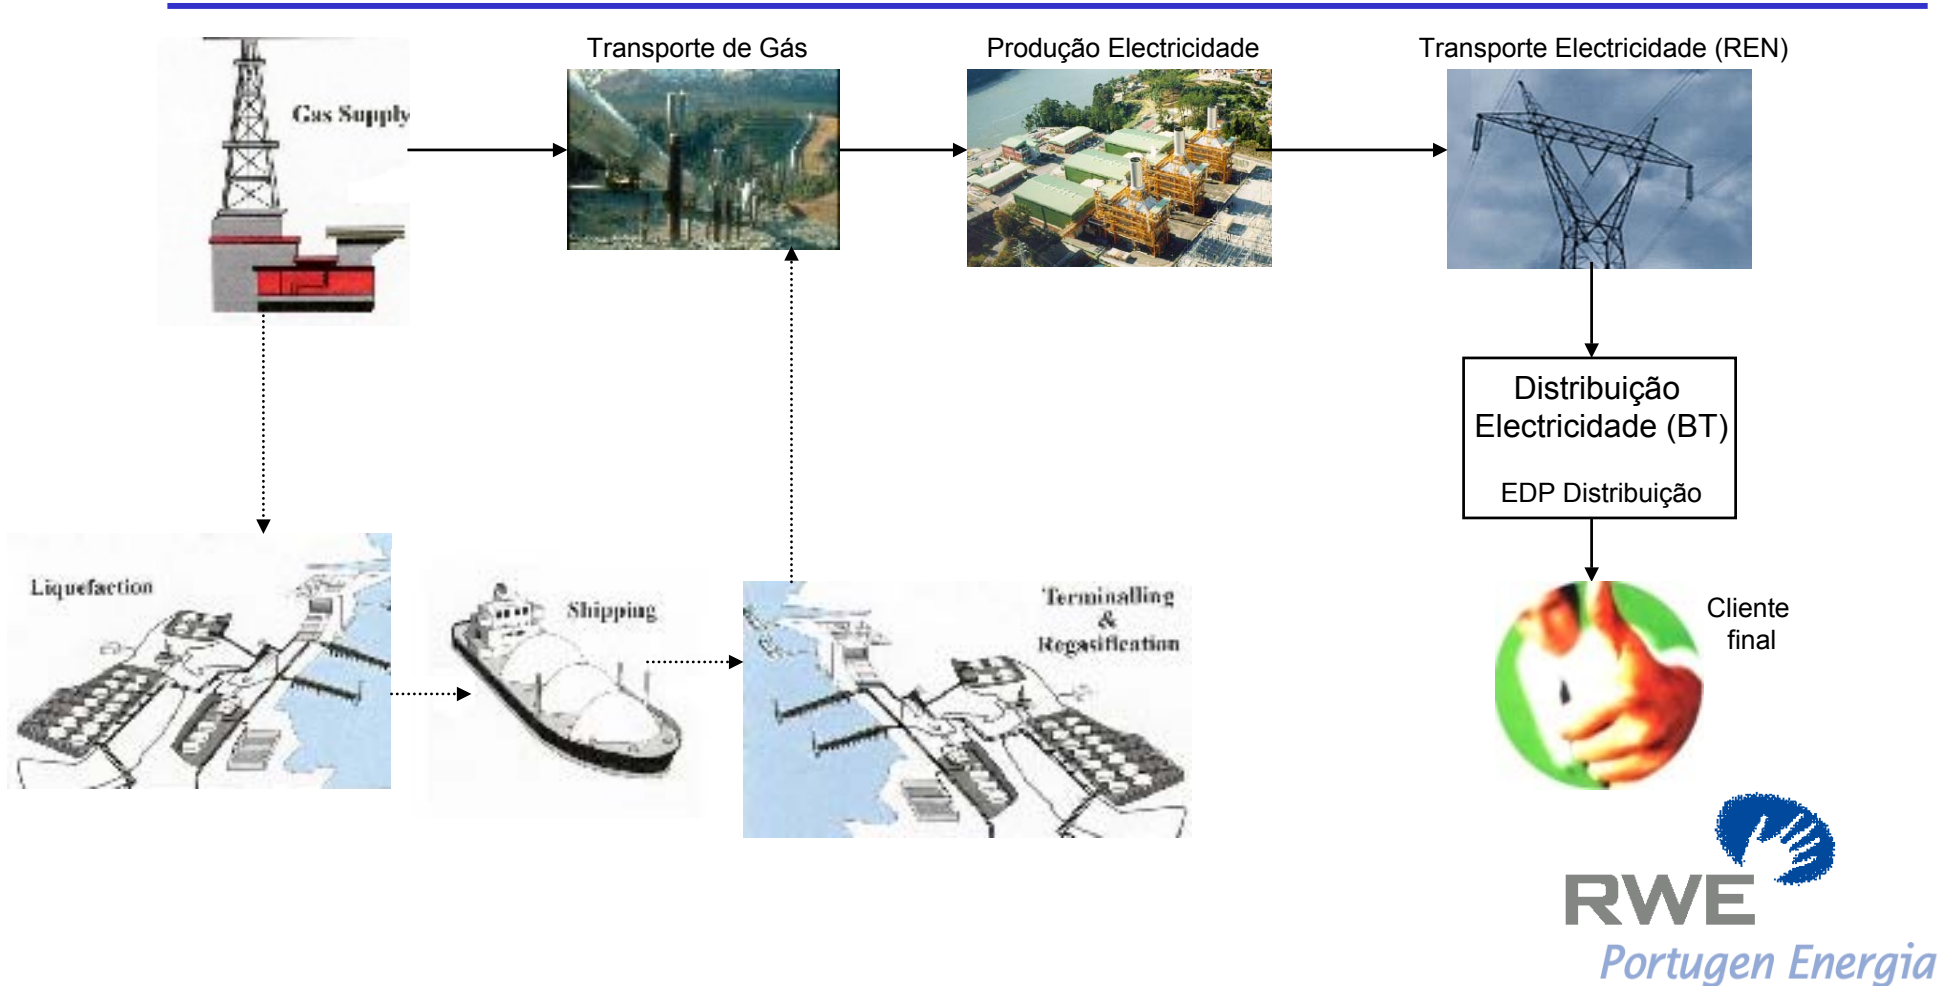 Transporte de Gás
Produção Electricidade
Transporte Electricidade (REN)
Gas Supply
Distribuição
Electricidade (BT)
EDP Distribuição
Liquefaction
Shipping
Terminalling
&
Regasification
Cliente
final
RWE
Portugen Energia